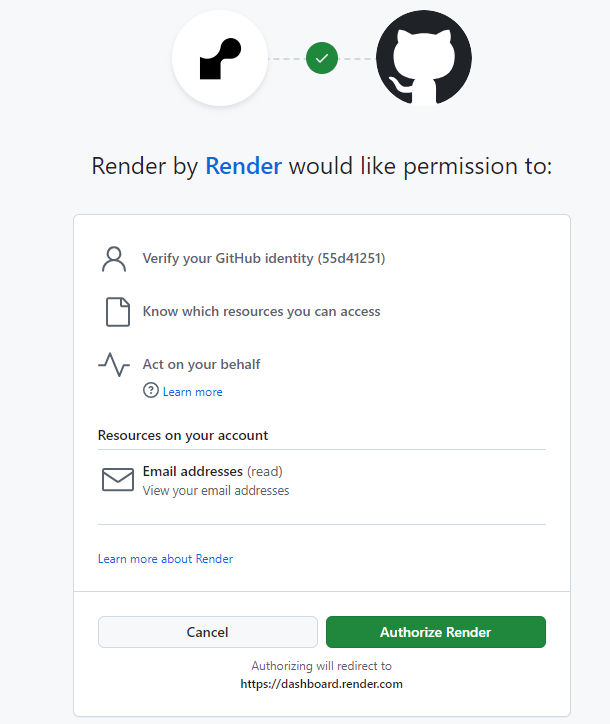 Render by Render would like permission to:
Verify your GitHub identity (55d41251)
Know which resources you can access
Act on your behalf
Learn more
Resources on your account
Email addresses (read)
View your email addresses
Learn more about Render
Cancel
Authorize Render
Authorizing will redirect to
https://dashboard.render.com